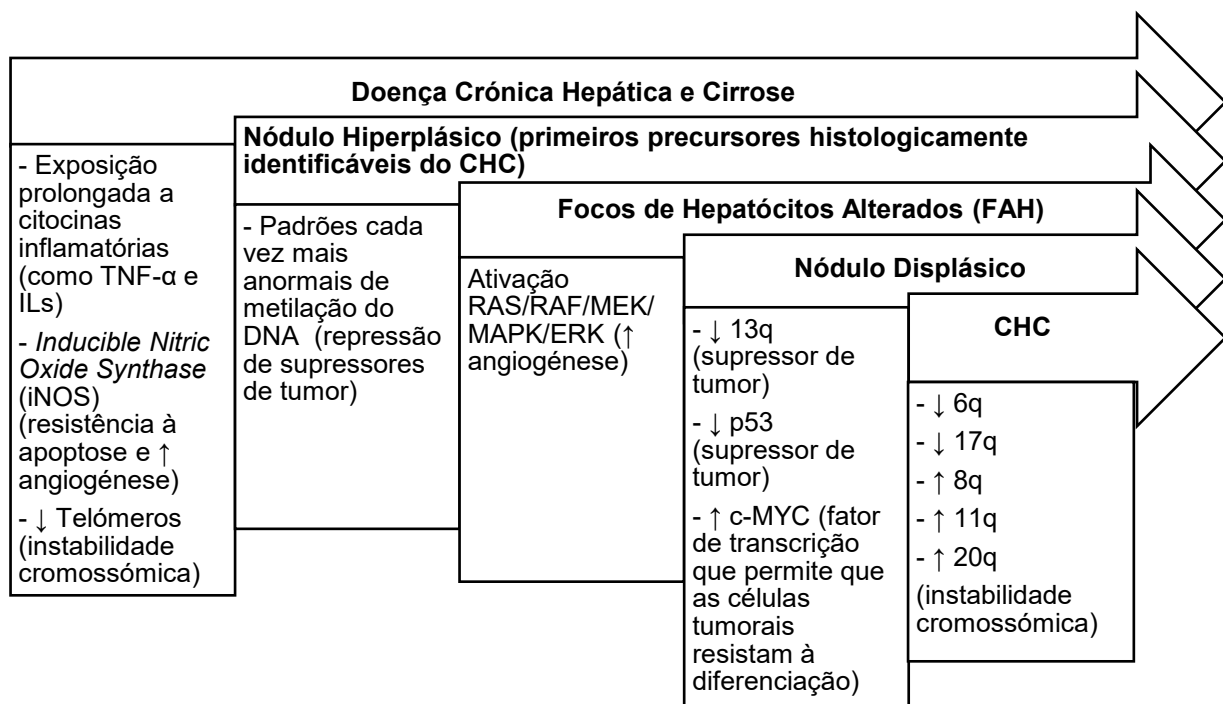 Doença Crónica Hepática e Cirrose
- Exposição
prolongada a
citocinas
inflamatórias
(como TNF-α e
ILs)
- Inducible Nitric
Oxide Synthase
(iNOS)
(resistência à
apoptose e ↑
angiogénese)
- ↓ Telómeros
(instabilidade
cromossómica)
Nódulo Hiperplásico (primeiros precursores histologicamente
identificáveis do CHC)
- Padrões cada
vez mais
anormais de
metilação do
DNA (repressão
de supressores
de tumor)
Focos de Hepatócitos Alterados (FAH)
Ativação
RAS/RAF/MEK/
MAPK/ERK (↑
angiogénese)
Nódulo Displásico
- ↓ 13q
(supressor de
tumor)
- ↓ p53
(supressor de
tumor)
- ↑ c-MYC (fator
de transcrição
que permite que
as células
tumorais
resistam à
diferenciação)
CHC
- ↓ 6q
- ↓ 17q
- ↑ 8q
- ↑ 11q
- ↑ 20q
(instabilidade
cromossómica)